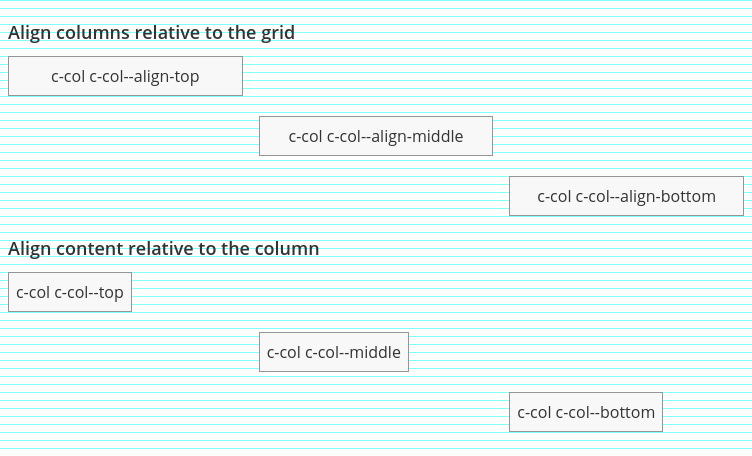 Align columns relative to the grid
c-col c-col--align-top
c-col c-col--align-middle
c-col c-col--align-bottom
Align content relative to the column
c-col c-col--top
c-col c-col--middle
c-col c-col--bottom